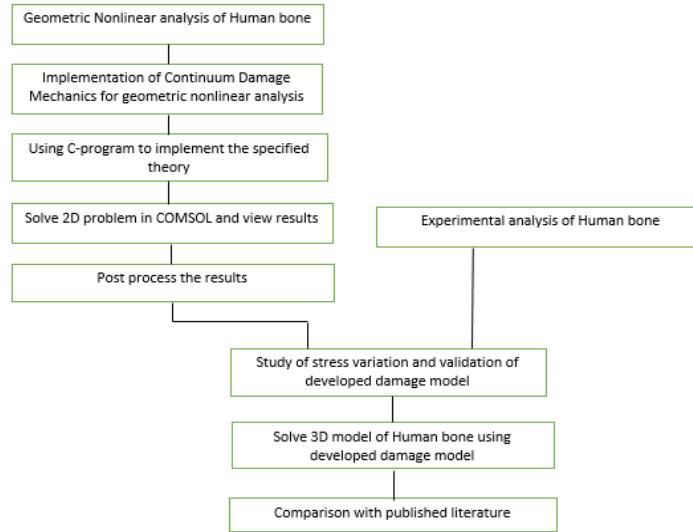 Geometric Nonlinear analysis of Human bone
Implementation of Continuum Damage
Mechanics for geometric nonlinear analysis
Using C-program to implement the specified
theory
Solve 2D problem in COMSOL and view results
Experimental analysis of Human bone
Post process the results
Study of stress variation and validation of
developed damage model
Solve 3D model of Human bone using
developed damage model
Comparison with published literature